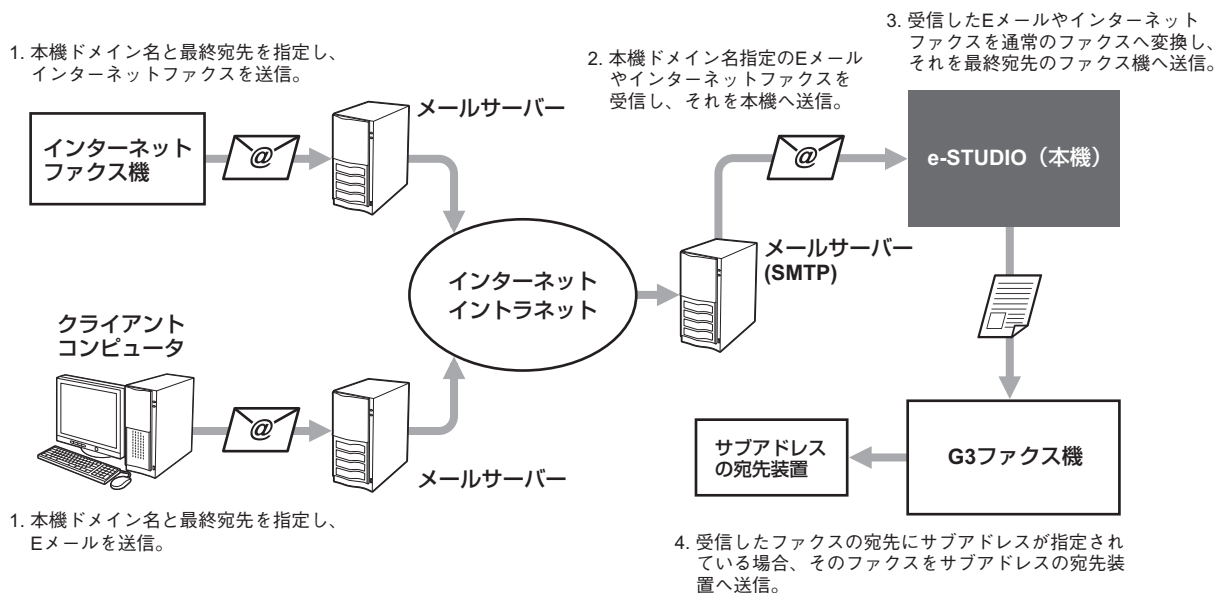 1. 本機ドメイン名と最終宛先を指定し、
インターネットファクスを送信。
インターネット
ファクス機
@
メールサーバー
2. 本機ドメイン名指定のEメール
やインターネットファクスを
受信し、それを本機へ送信。
3. 受信したEメールやインターネット
ファクスを通常のファクスへ変換し、
それを最終宛先のファクス機へ送信。
@
e-STUDIO（本機）
インターネット
イントラネット
メールサーバー
(SMTP)
クライアント
コンピュータ
@
メールサーバー
1. 本機ドメイン名と最終宛先を指定し、
Eメールを送信。
サブアドレス
の宛先装置
G3ファクス機
4. 受信したファクスの宛先にサブアドレスが指定され
ている場合、そのファクスをサブアドレスの宛先装
置へ送信。